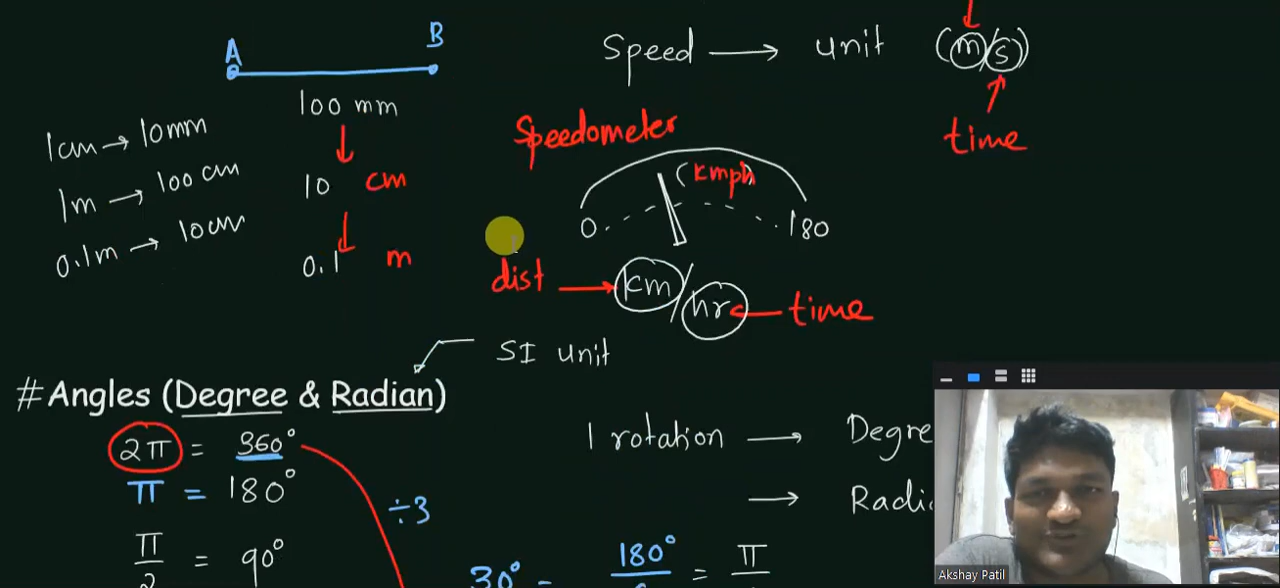 A
B
100 mm
1cm → 10mm
10 cm
1m → 100 cm
0.1m → 10cm
0.1 m
Speed → unit (m/s)
time
Speedometer
(kmph)
0 180
dist → km/hr ← time
SI unit
#Angles (Degree & Radian)
2π = 360°
π = 180°
÷3
π/2 = 90°
1 rotation → Degre
→ Radi
30° = 180° = π
Akshay Patil